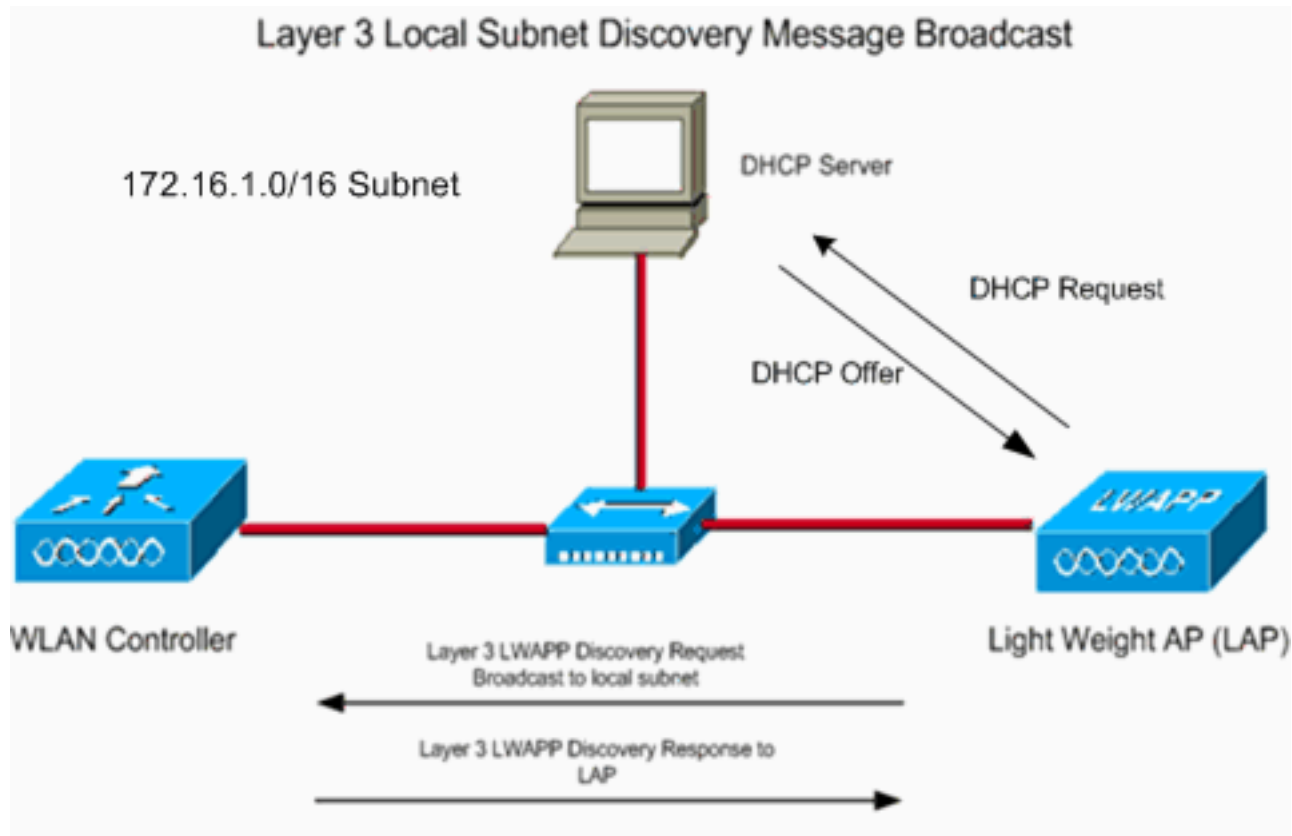 Layer 3 Local Subnet Discovery Message Broadcast
172.16.1.0/16 Subnet
DHCP Server
DHCP Request
DHCP Offer
LWAPP
WLAN Controller
Light Weight AP (LAP)
Layer 3 LWAPP Discovery Request
Broadcast to local subnet
Layer 3 LWAPP Discovery Response to
LAP